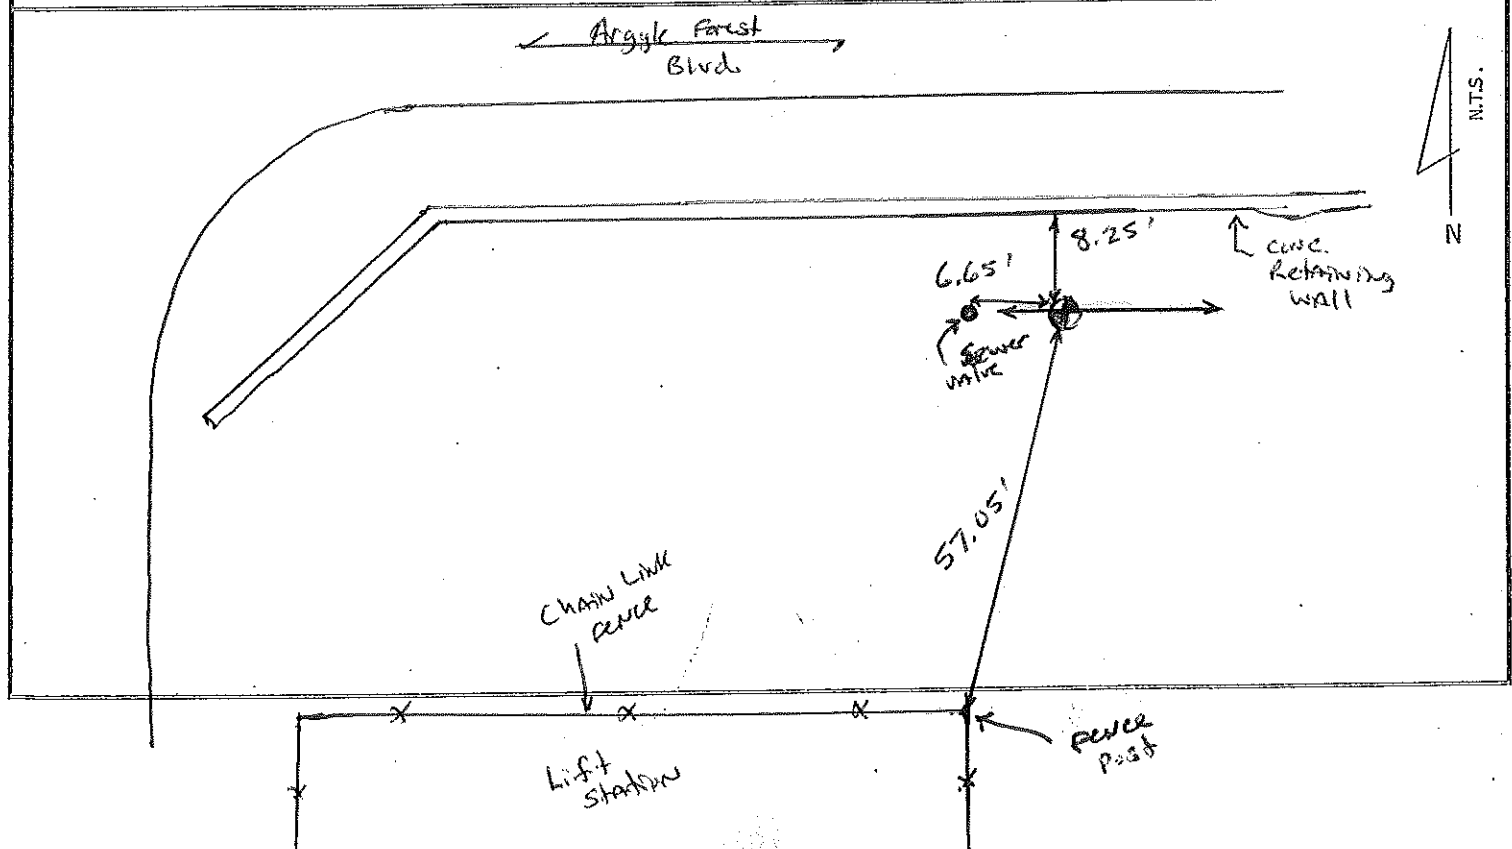 Argyle Forest
Blvd.
N.T.S.
N
8.25'
6.65'
conc.
Retaining
WALL
Sewer
valve
57.05'
CHAIN LINK
FENCE
FENCE
Post
Lift
Station